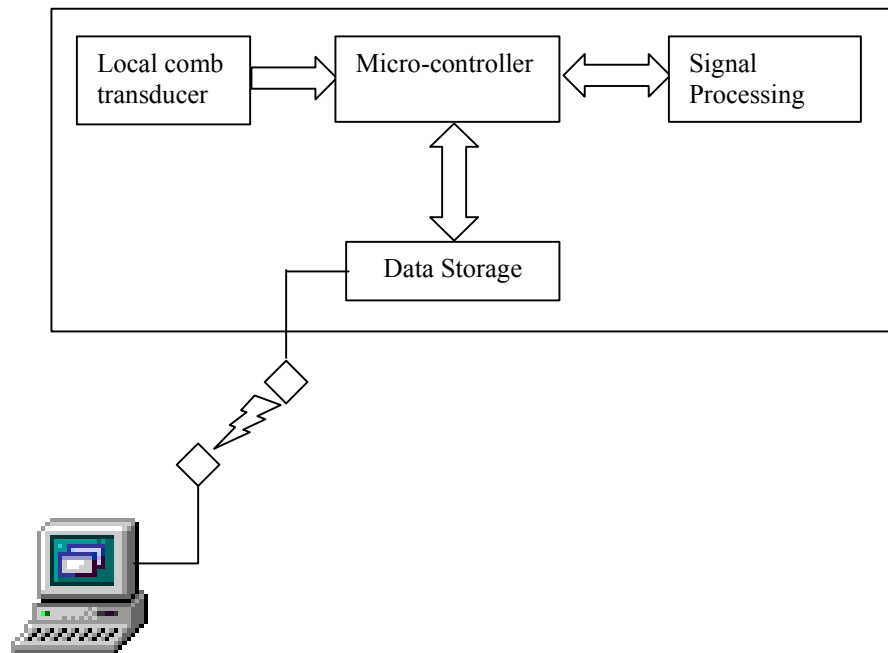 Local comb
transducer
Micro-controller
Signal
Processing
Data Storage